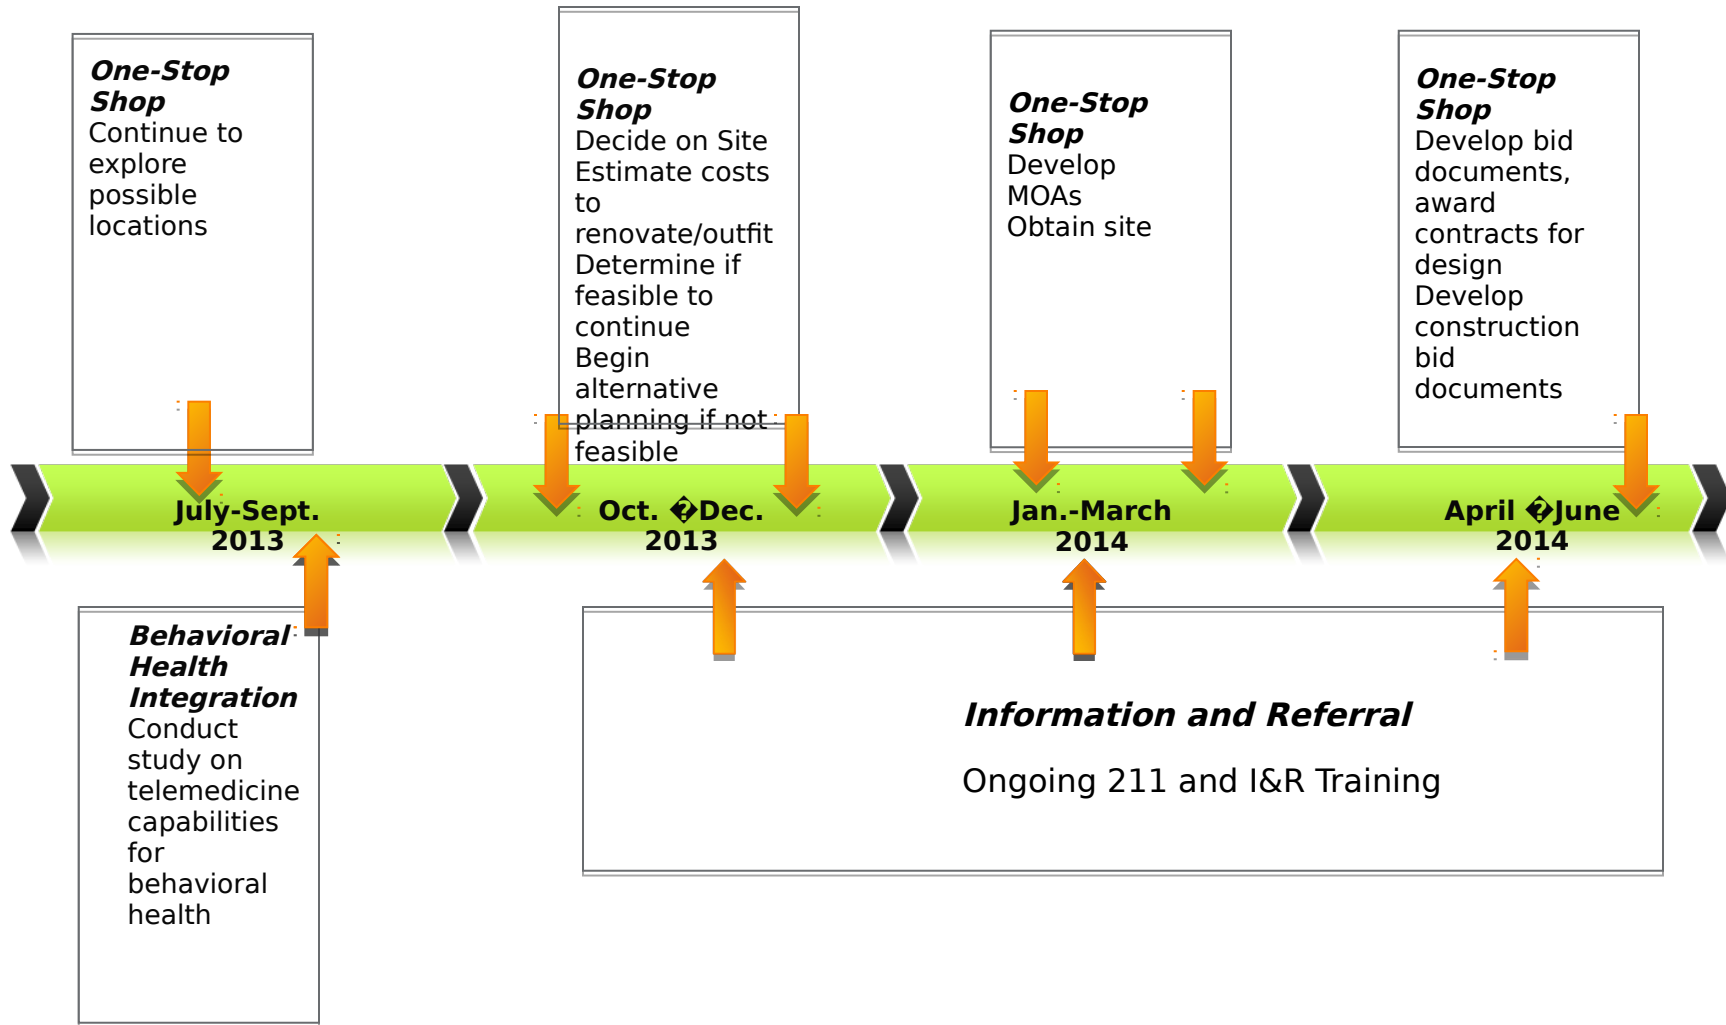 One-Stop
Shop
Continue to
explore
possible
locations
One-Stop
Shop
Decide on Site
Estimate costs
to
renovate/outfit
Determine if
feasible to
continue
Begin
alternative
planning if not
feasible
One-Stop
Shop
Develop
MOAs
Obtain site
One-Stop
Shop
Develop bid
documents,
award
contracts for
design
Develop
construction
bid
documents
July-Sept.
2013
Oct. �Dec.
2013
Jan.-March
2014
April �June
2014
Behavioral
Health
Integration
Conduct
study on
telemedicine
capabilities
for
behavioral
health
Information and Referral
Ongoing 211 and I&R Training